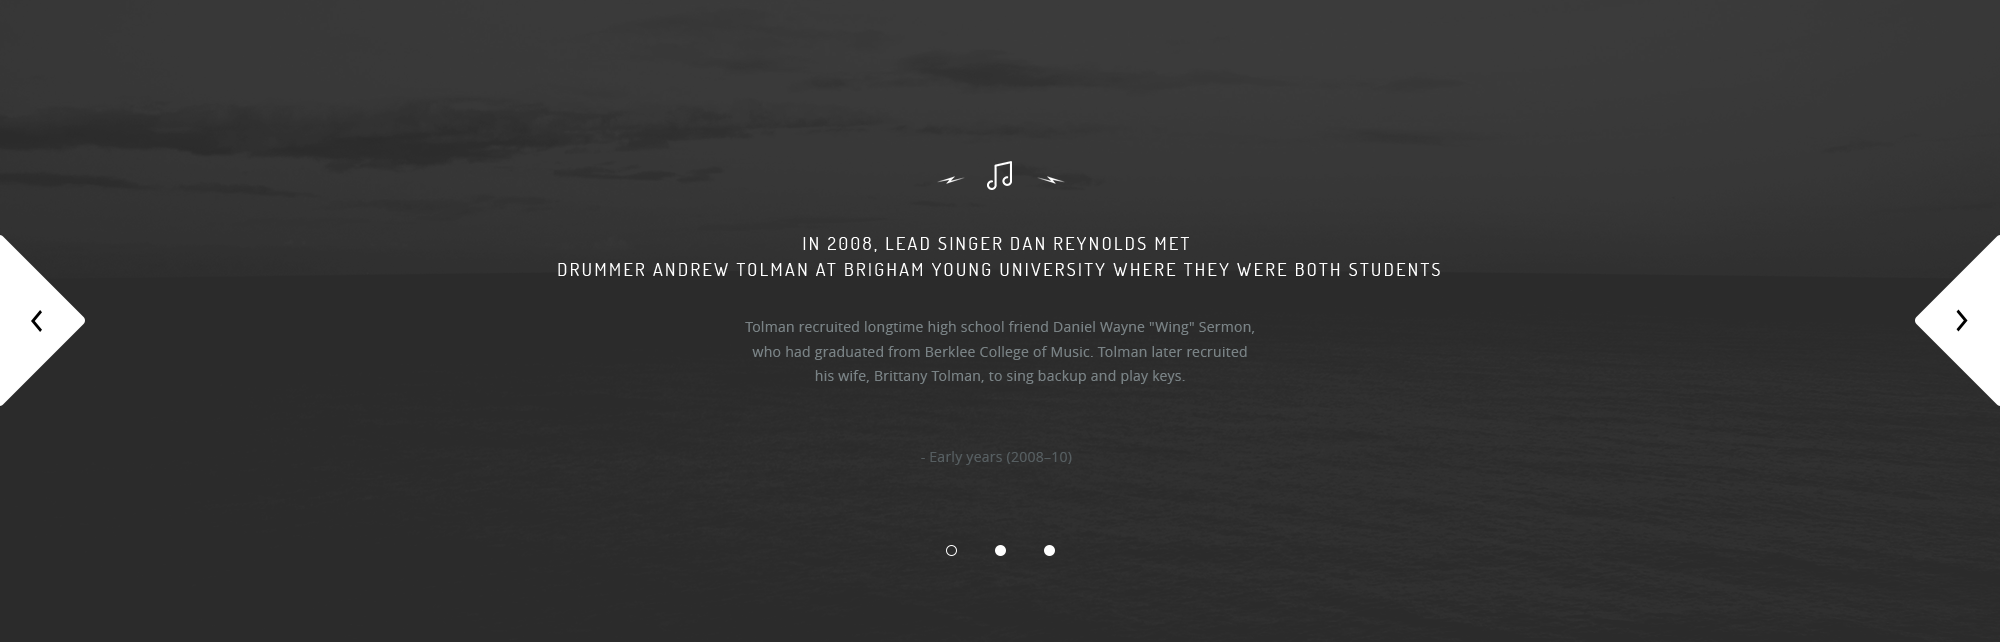 IN 2008, LEAD SINGER DAN REYNOLDS MET
DRUMMER ANDREW TOLMAN AT BRIGHAM YOUNG UNIVERSITY WHERE THEY WERE BOTH STUDENTS
Tolman recruited longtime high school friend Daniel Wayne "Wing" Sermon,
who had graduated from Berklee College of Music. Tolman later recruited
his wife, Brittany Tolman, to sing backup and play keys.
- Early years (2008–10)